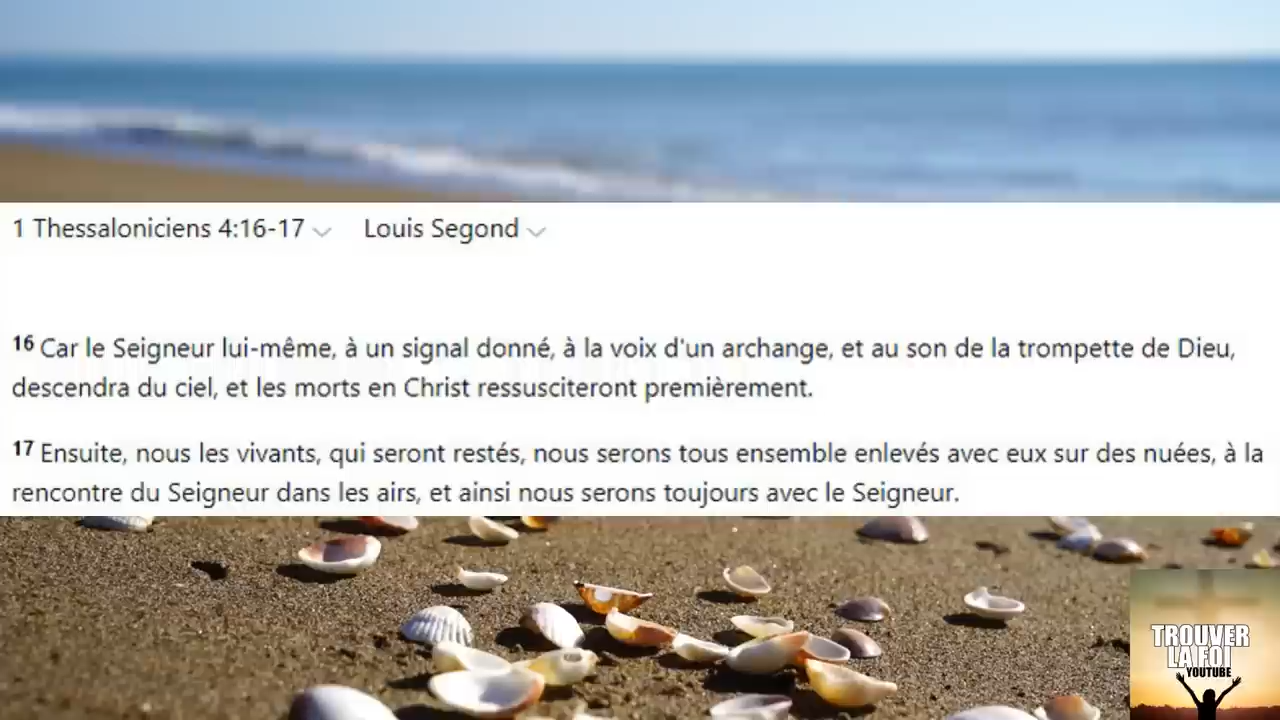 1 Thessaloniciens 4:16-17 Louis Segond
16 Car le Seigneur lui-même, à un signal donné, à la voix d'un archange, et au son de la trompette de Dieu,
descendra du ciel, et les morts en Christ ressusciteront premièrement.
17 Ensuite, nous les vivants, qui seront restés, nous serons tous ensemble enlevés avec eux sur des nuées, à la
rencontre du Seigneur dans les airs, et ainsi nous serons toujours avec le Seigneur.
TROUVER
LA FOI
YOUTUBE